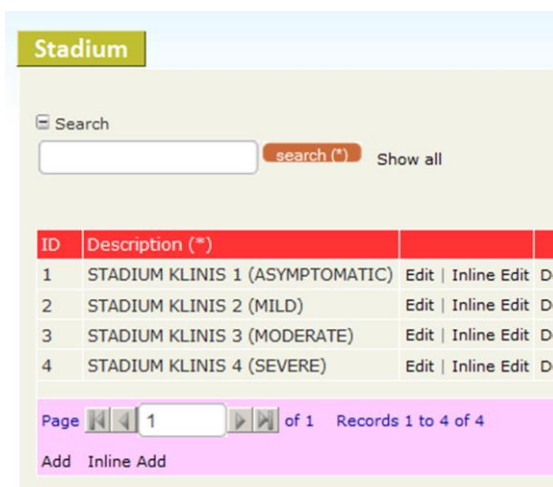 Stadium
Search
search (*) Show all
ID Description (*)
1 STADIUM KLINIS 1 (ASYMPTOMATIC) Edit | Inline Edit
2 STADIUM KLINIS 2 (MILD) Edit | Inline Edit
3 STADIUM KLINIS 3 (MODERATE) Edit | Inline Edit
4 STADIUM KLINIS 4 (SEVERE) Edit | Inline Edit
Page 1 of 1 Records 1 to 4 of 4
Add Inline Add